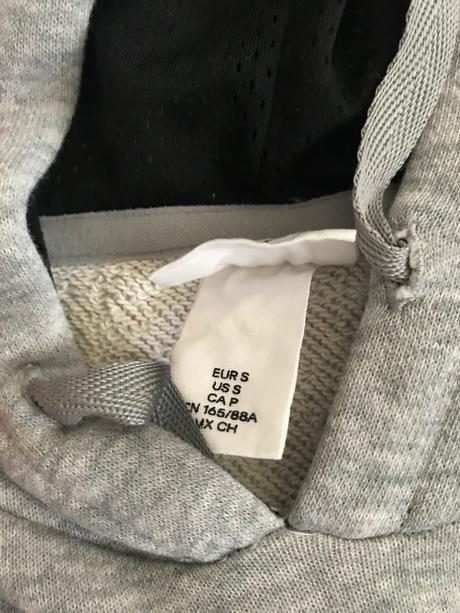 EUR S
US S
CA P
CN 165/88A
MX CH